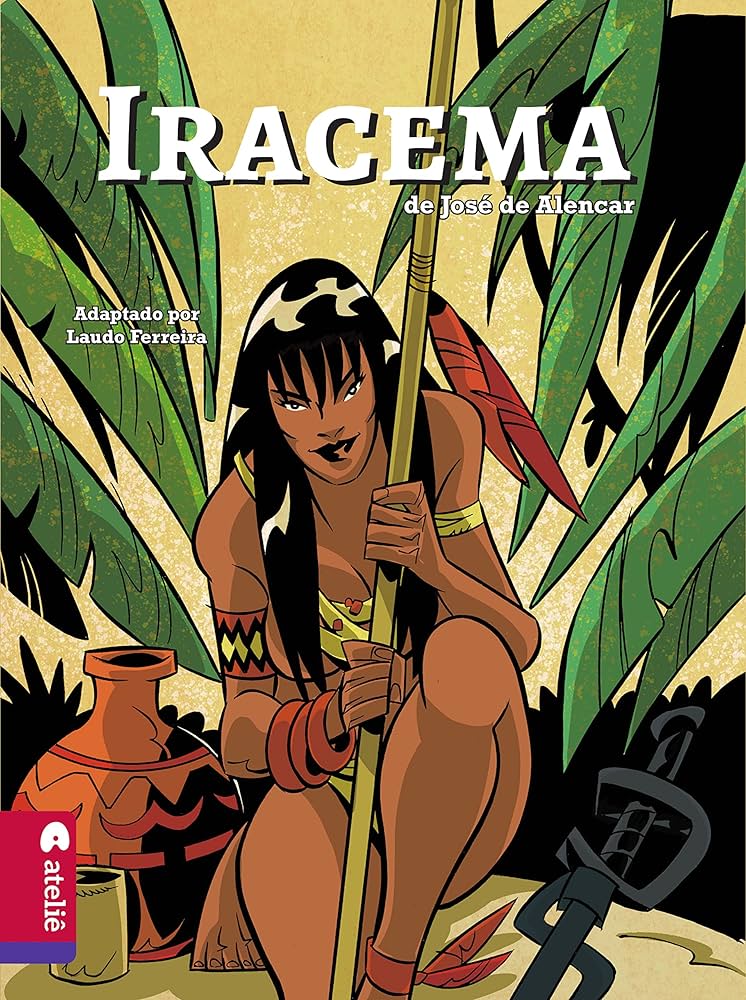 IRACEMA
de José de Alencar
Adaptado por
Laudo Ferreira
ateliê